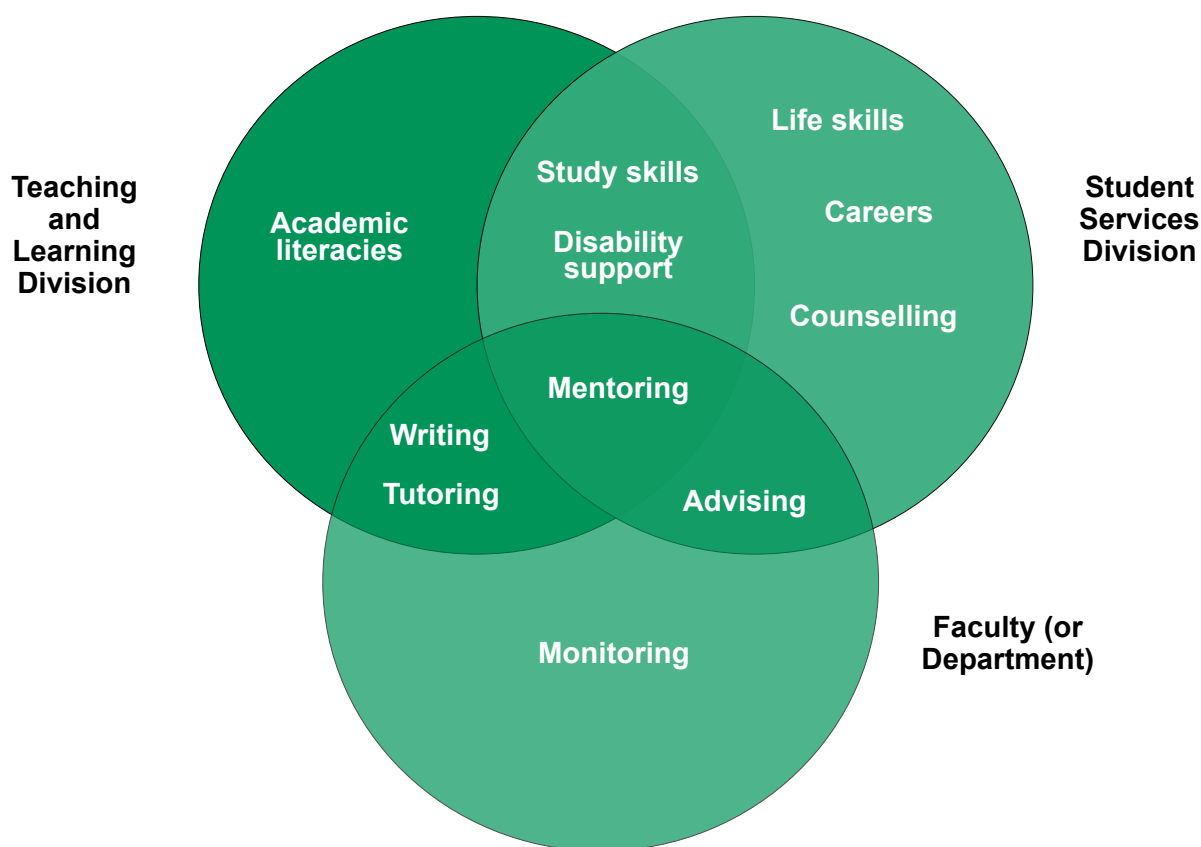 Teaching
and
Learning
Division
Academic
literacies
Study skills
Disability
support
Life skills
Careers
Counselling
Student
Services
Division
Mentoring
Writing
Tutoring
Advising
Monitoring
Faculty (or
Department)